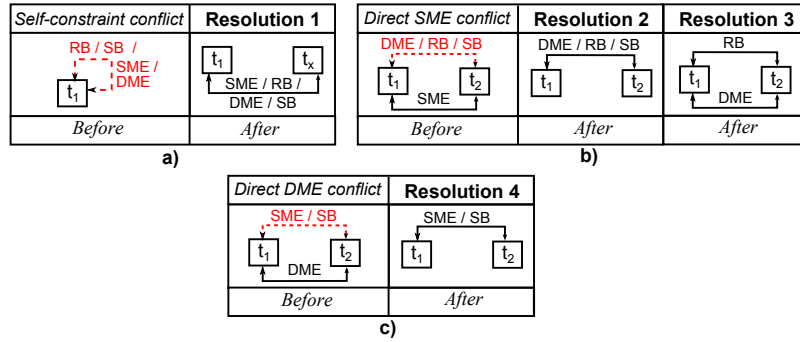 Self-constraint conflict
Resolution 1
RB / SB /
SME /
DME
t1
t1
tx
SME / RB /
DME / SB
Before
After
a)
Direct SME conflict
Resolution 2
Resolution 3
DME / RB / SB
t1
t2
SME
DME / RB / SB
t1
t2
RB
t1
t2
DME
Before
After
After
b)
Direct DME conflict
Resolution 4
SME / SB
t1
t2
DME
SME / SB
t1
t2
Before
After
c)